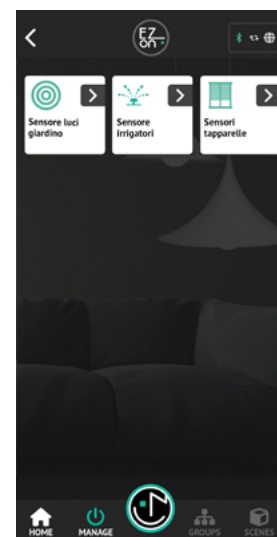 EZ
on
Sensore luci
giardino
Sensore
Irrigatori
Sensori
tapparelle
HOME
MANAGE
GROUPS
SCENES